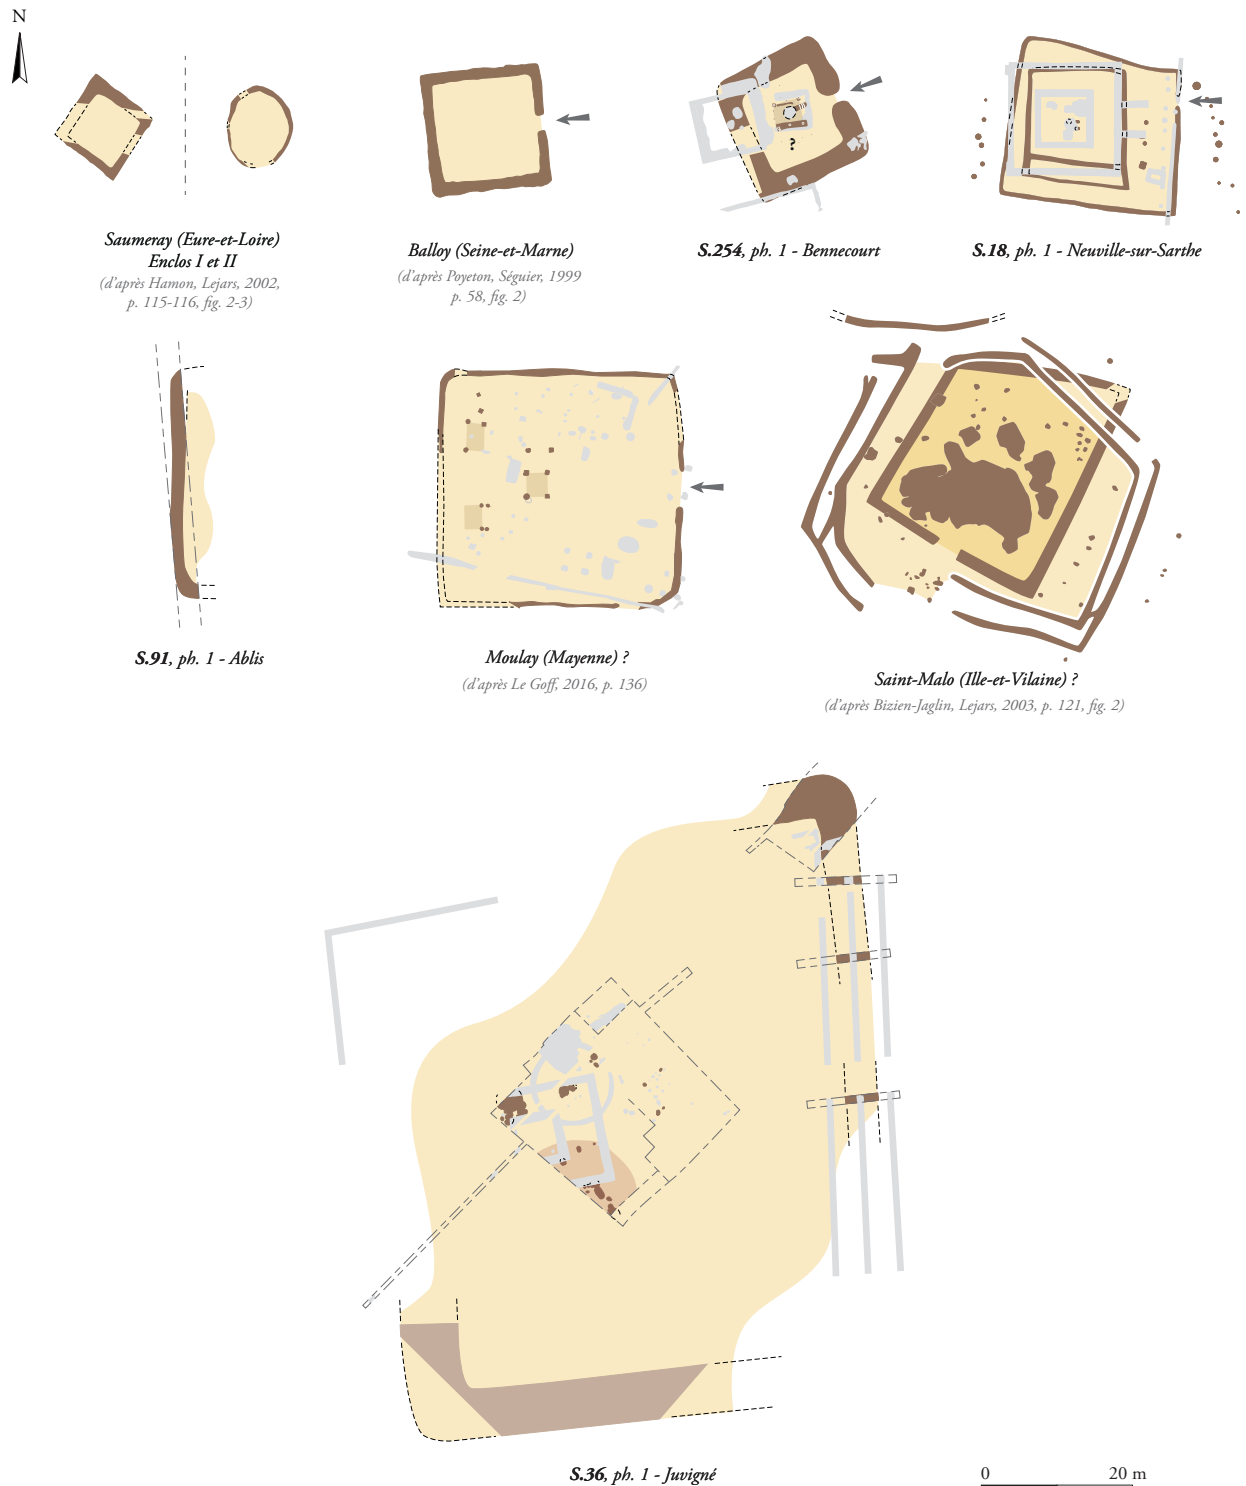 N
Saumeray (Eure-et-Loire)
Enclos I et II
(d'après Hamon, Lejars, 2002,
p. 115-116, fig. 2-3)
Balloy (Seine-et-Marne)
(d'après Poyeton, Séguier, 1999
p. 58, fig. 2)
?
S.254, ph. 1 - Bennecourt
S.18, ph. 1 - Neuville-sur-Sarthe
S.91, ph. 1 - Ablis
Moulay (Mayenne) ?
(d'après Le Goff, 2016, p. 136)
Saint-Malo (Ille-et-Vilaine) ?
(d'après Bizien-Jaglin, Lejars, 2003, p. 121, fig. 2)
S.36, ph. 1 - Juvigné
0 20 m